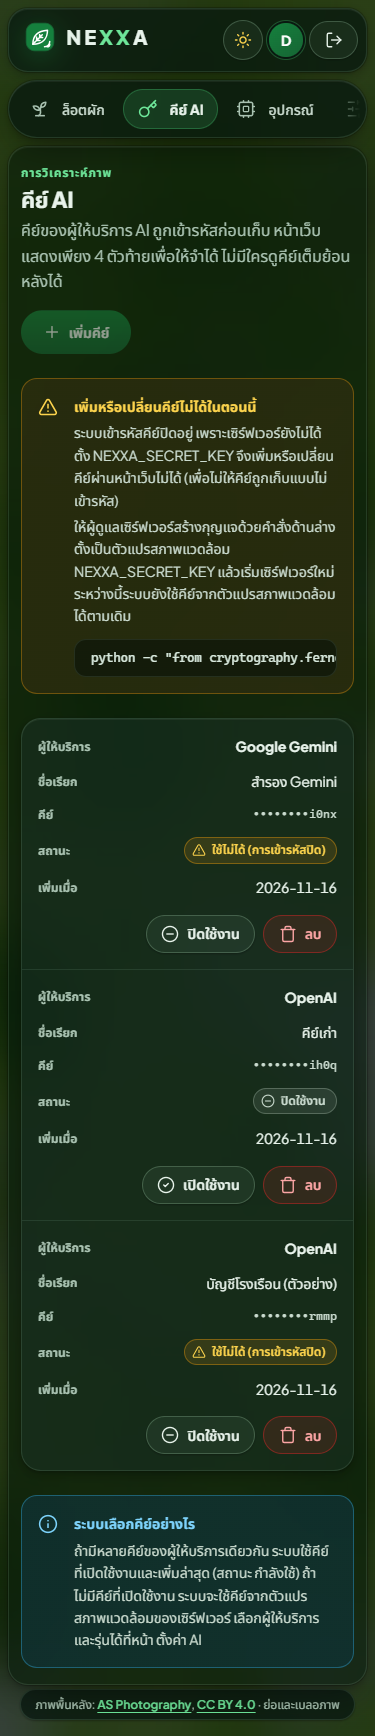 NEXXA
D
ล็อตผัก
คีย์ AI
อุปกรณ์
การวิเคราะห์ภาพ
คีย์ AI
คีย์ของผู้ให้บริการ AI ถูกเข้ารหัสก่อนเก็บ หน้าเว็บ
แสดงเพียง 4 ตัวท้ายเพื่อให้จำได้ ไม่มีใครดูคีย์เต็มย้อน
หลังได้
เพิ่มคีย์
เพิ่มหรือเปลี่ยนคีย์ไม่ได้ในตอนนี้
ระบบเข้ารหัสคีย์ปิดอยู่ เพราะเซิร์ฟเวอร์ยังไม่ได้
ตั้ง NEXXA_SECRET_KEY จึงเพิ่มหรือเปลี่ยน
คีย์ผ่านหน้าเว็บไม่ได้ (เพื่อไม่ให้คีย์ถูกเก็บแบบไม่
เข้ารหัส)
ให้ผู้ดูแลเซิร์ฟเวอร์สร้างกุญแจด้วยคำสั่งด้านล่าง
ตั้งเป็นตัวแปรสภาพแวดล้อม
NEXXA_SECRET_KEY แล้วเริ่มเซิร์ฟเวอร์ใหม่
ระหว่างนี้ระบบยังใช้คีย์จากตัวแปรสภาพแวดล้อม
ได้ตามเดิม
python -c "from cryptography.fern
ผู้ให้บริการ Google Gemini
ชื่อเรียก สำรอง Gemini
คีย์ ••••••••i0nx
สถานะ ใช้ไม่ได้ (การเข้ารหัสปิด)
เพิ่มเมื่อ 2026-11-16
ปิดใช้งาน ลบ
ผู้ให้บริการ OpenAI
ชื่อเรียก คีย์เก่า
คีย์ ••••••••ih0q
สถานะ ปิดใช้งาน
เพิ่มเมื่อ 2026-11-16
เปิดใช้งาน ลบ
ผู้ให้บริการ OpenAI
ชื่อเรียก บัญชีโรงเรือน (ตัวอย่าง)
คีย์ ••••••••rmmp
สถานะ ใช้ไม่ได้ (การเข้ารหัสปิด)
เพิ่มเมื่อ 2026-11-16
ปิดใช้งาน ลบ
ระบบเลือกคีย์อย่างไร
ถ้ามีหลายคีย์ของผู้ให้บริการเดียวกัน ระบบใช้คีย์
ที่เปิดใช้งานและเพิ่มล่าสุด (สถานะ กำลังใช้) ถ้า
ไม่มีคีย์ที่เปิดใช้งาน ระบบจะใช้คีย์จากตัวแปร
สภาพแวดล้อมของเซิร์ฟเวอร์ เลือกผู้ให้บริการ
และรุ่นได้ที่หน้า ตั้งค่า AI
ภาพพื้นหลัง: AS Photography, CC BY 4.0 · ย่อและเบลอภาพ